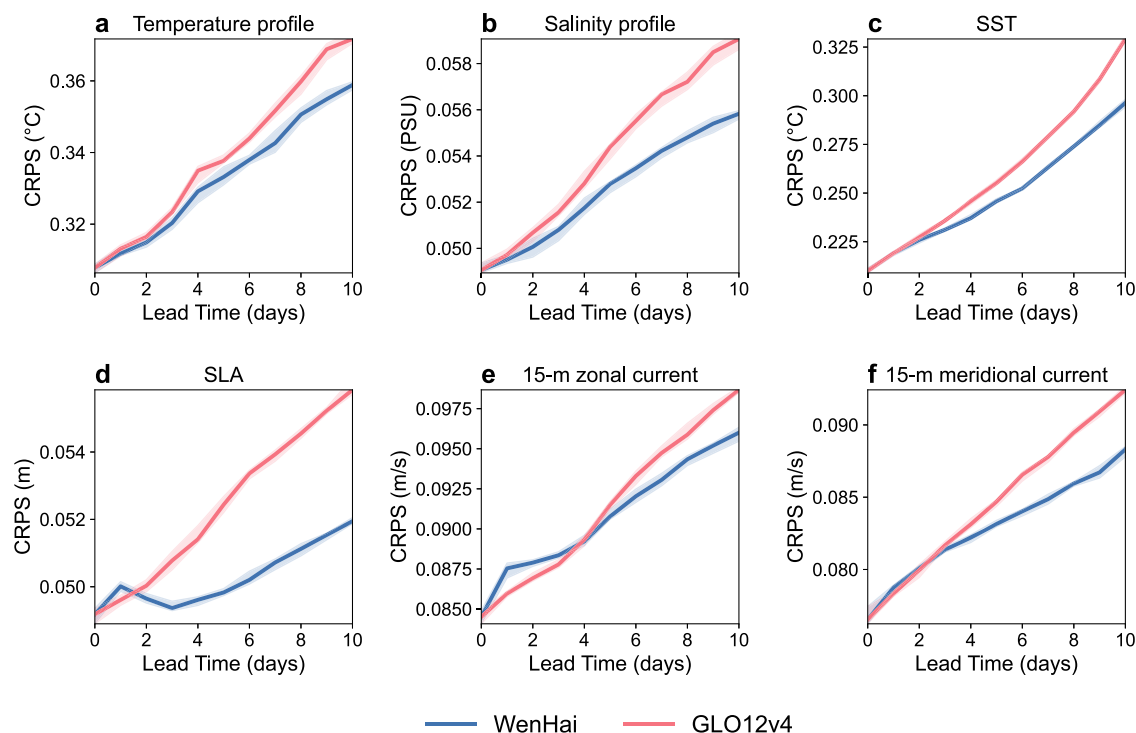 a Temperature profile
CRPS (°C)
0.36
0.34
0.32
0 2 4 6 8 10
Lead Time (days)
b Salinity profile
CRPS (PSU)
0.058
0.056
0.054
0.052
0.050
0 2 4 6 8 10
Lead Time (days)
c SST
CRPS (°C)
0.325
0.300
0.275
0.250
0.225
0 2 4 6 8 10
Lead Time (days)
d SLA
CRPS (m)
0.054
0.052
0.050
0 2 4 6 8 10
Lead Time (days)
e 15-m zonal current
CRPS (m/s)
0.0975
0.0950
0.0925
0.0900
0.0875
0.0850
0 2 4 6 8 10
Lead Time (days)
f 15-m meridional current
CRPS (m/s)
0.090
0.085
0.080
0 2 4 6 8 10
Lead Time (days)
WenHai GLO12v4